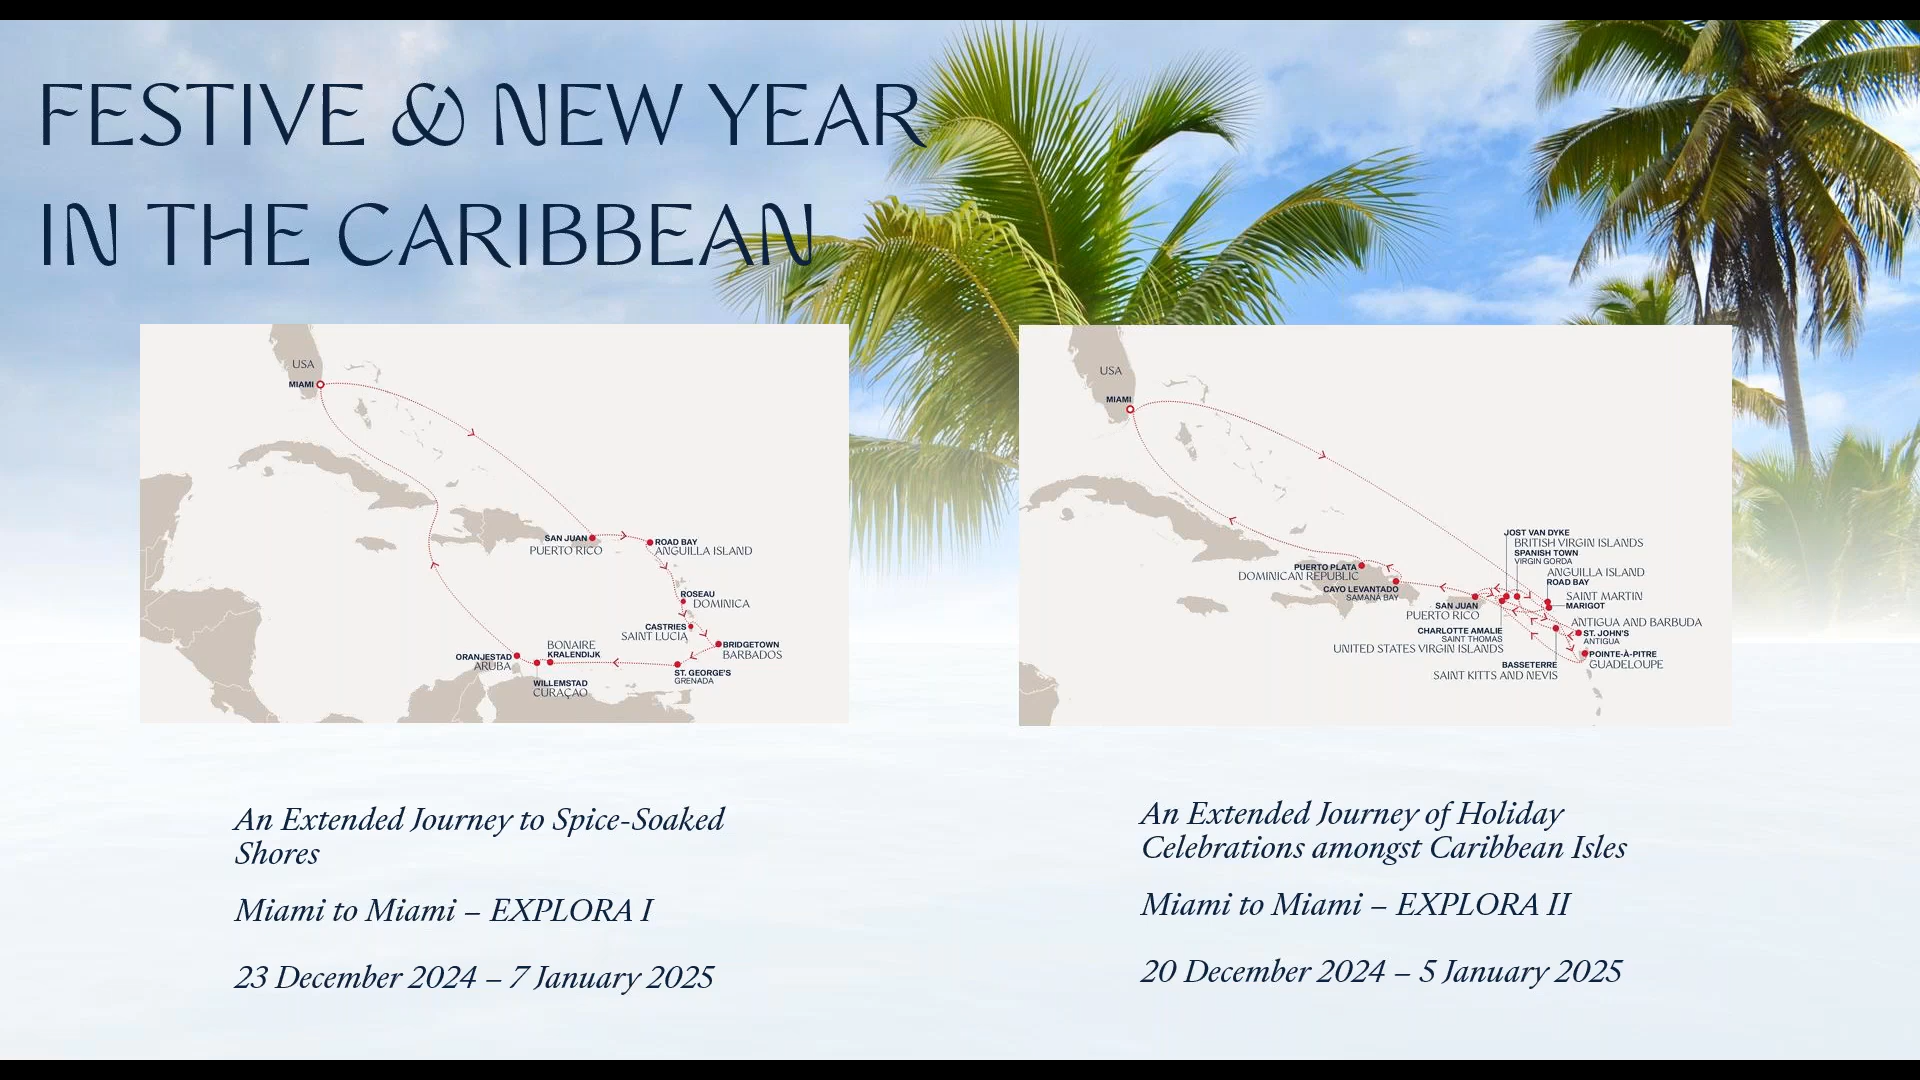 FESTIVE & NEW YEAR
IN THE CARIBBEAN
USA
MIAMI
SAN JUAN
PUERTO RICO
ROAD BAY
ANGUILLA ISLAND
ROSEAU
DOMINICA
CASTRIES
SAINT LUCIA
BRIDGETOWN
BARBADOS
ST. GEORGE'S
GRENADA
BONAIRE
KRALENDIJK
WILLEMSTAD
CURAÇAO
ORANJESTAD
ARUBA
USA
MIAMI
JOST VAN DYKE
BRITISH VIRGIN ISLANDS
SPANISH TOWN
VIRGIN GORDA
ANGUILLA ISLAND
ROAD BAY
SAINT MARTIN
MARIGOT
ANTIGUA AND BARBUDA
ST. JOHN'S
ANTIGUA
POINTE-À-PITRE
GUADELOUPE
PUERTO PLATA
DOMINICAN REPUBLIC
CAYO LEVANTADO
SAMANÁ BAY
SAN JUAN
PUERTO RICO
CHARLOTTE AMALIE
SAINT THOMAS
UNITED STATES VIRGIN ISLANDS
BASSETERRE
SAINT KITTS AND NEVIS
An Extended Journey to Spice-Soaked
Shores
Miami to Miami – EXPLORA I
23 December 2024 – 7 January 2025
An Extended Journey of Holiday
Celebrations amongst Caribbean Isles
Miami to Miami – EXPLORA II
20 December 2024 – 5 January 2025